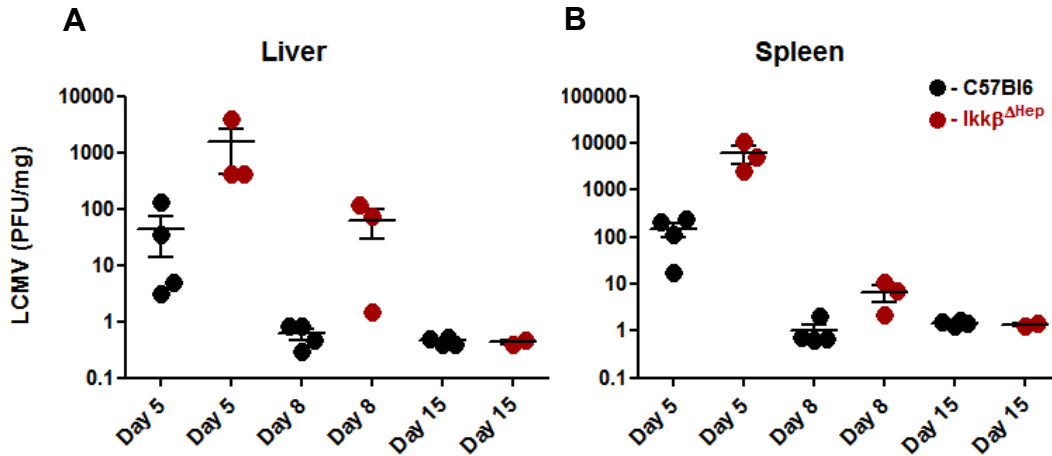 A
B
Liver
Spleen
- C57Bl6
- IkkβΔHep
LCMV (PFU/mg)
10000
1000
100
10
1
0.1
Day 5
Day 5
Day 8
Day 8
Day 15
Day 15
100000
10000
1000
100
10
1
0.1
Day 5
Day 5
Day 8
Day 8
Day 15
Day 15